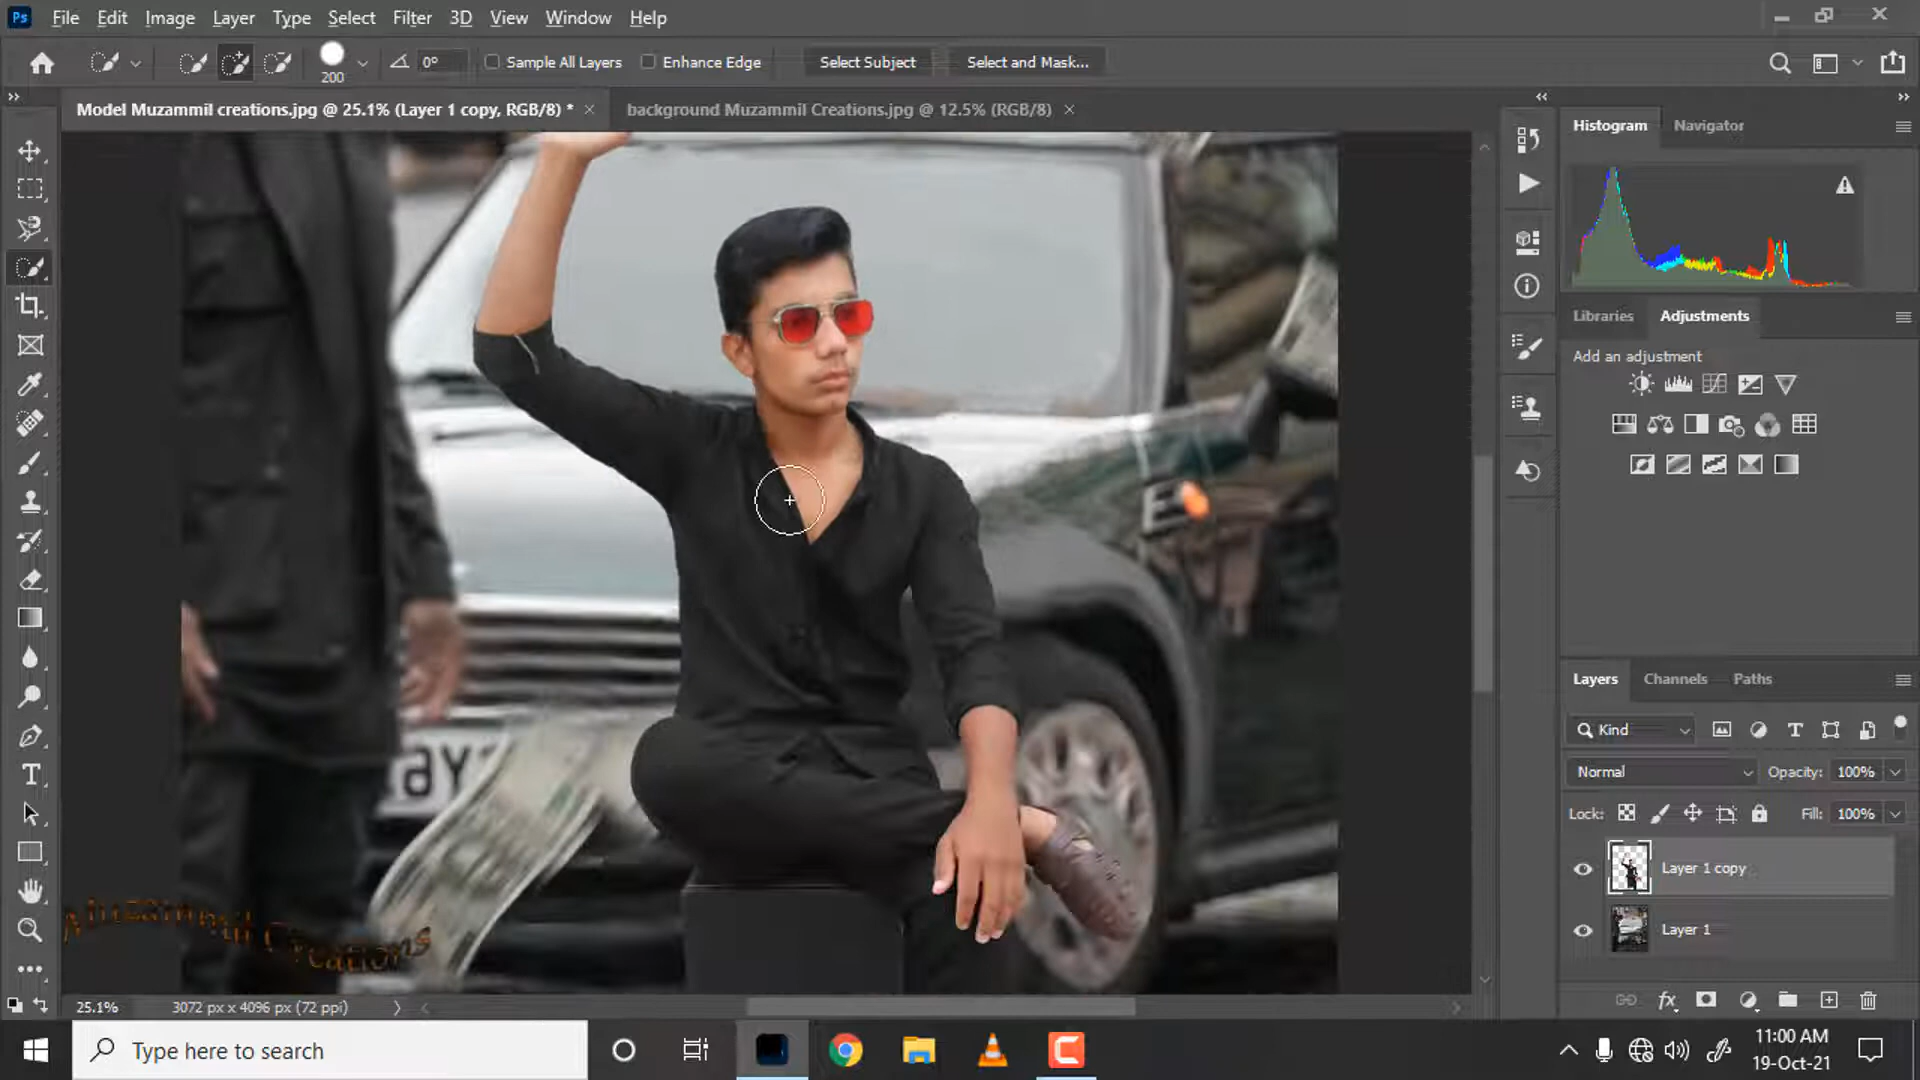 Ps File Edit Image Layer Type Select Filter 3D View Window Help
200 0° Sample All Layers Enhance Edge Select Subject Select and Mask...
Model Muzammil creations.jpg @ 25.1% (Layer 1 copy, RGB/8) * × background Muzammil Creations.jpg @ 12.5% (RGB/8) ×
Histogram Navigator
Libraries Adjustments
Add an adjustment
Layers Channels Paths
Kind
Normal Opacity: 100%
Lock: Fill: 100%
Layer 1 copy
Layer 1
Muzammil Creations
25.1% 3072 px x 4096 px (72 ppi)
Type here to search
11:00 AM
19-Oct-21